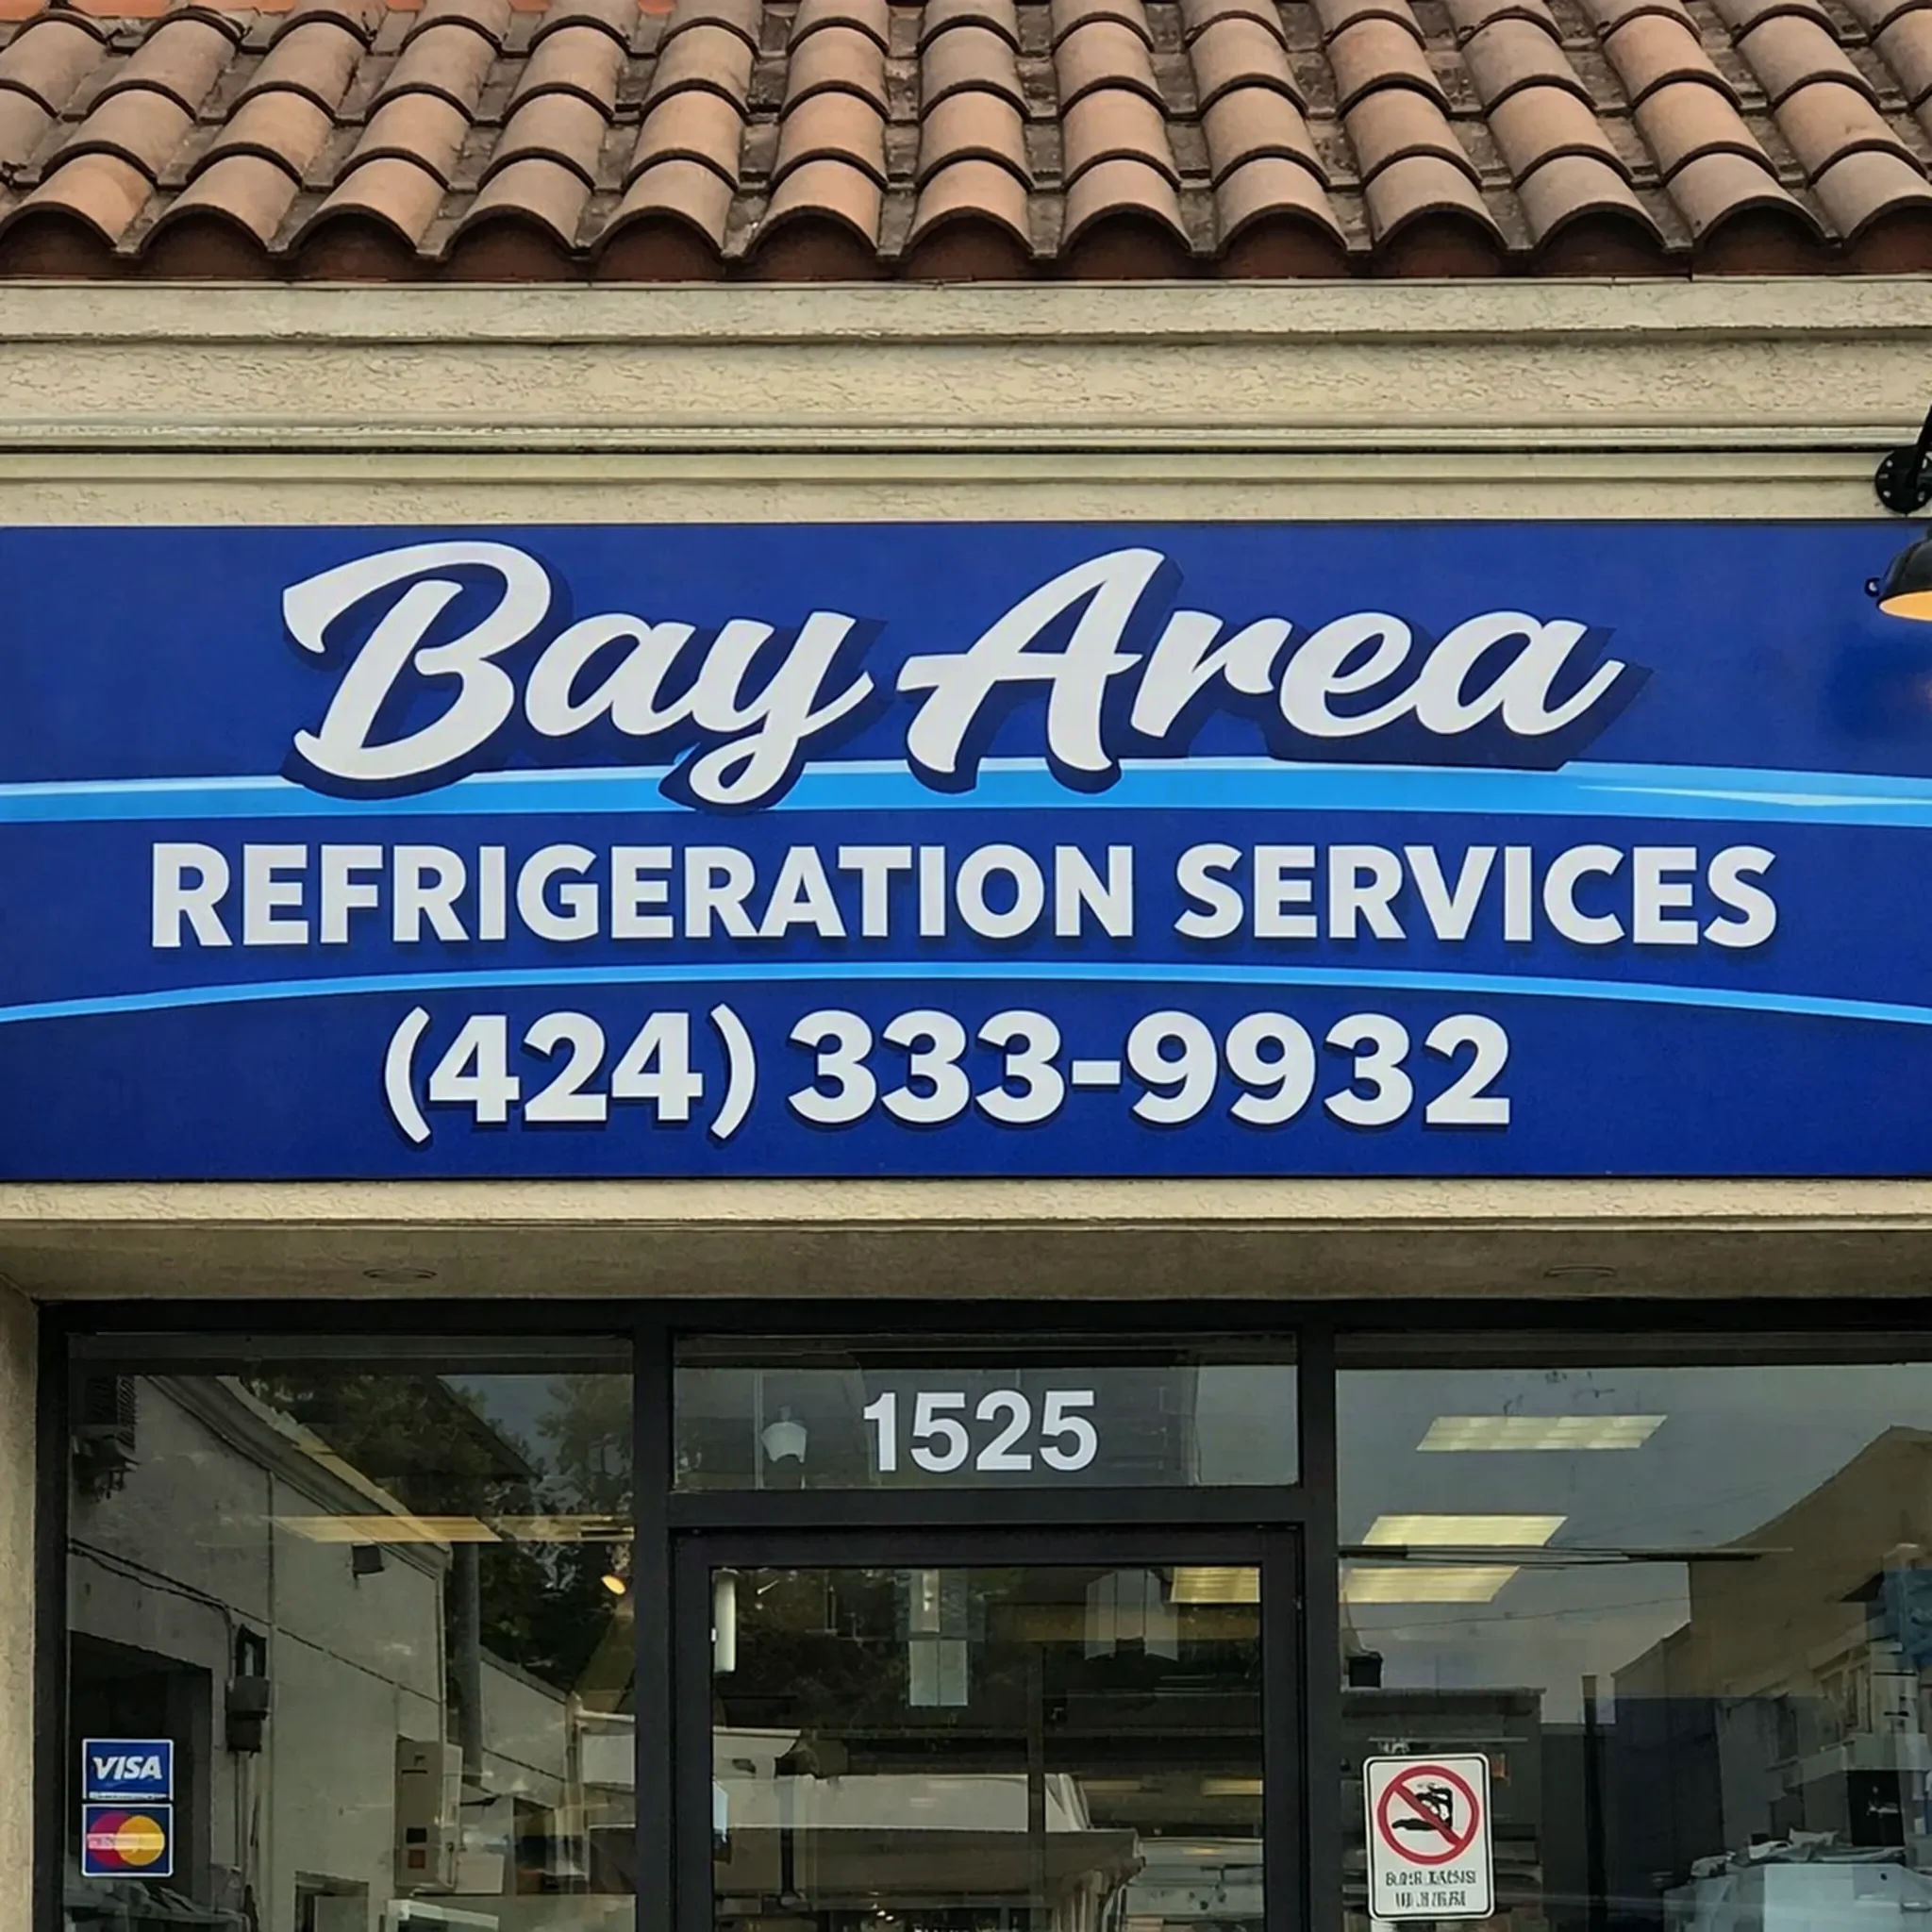 Bay Area
REFRIGERATION SERVICES
(424) 333-9932
1525
VISA